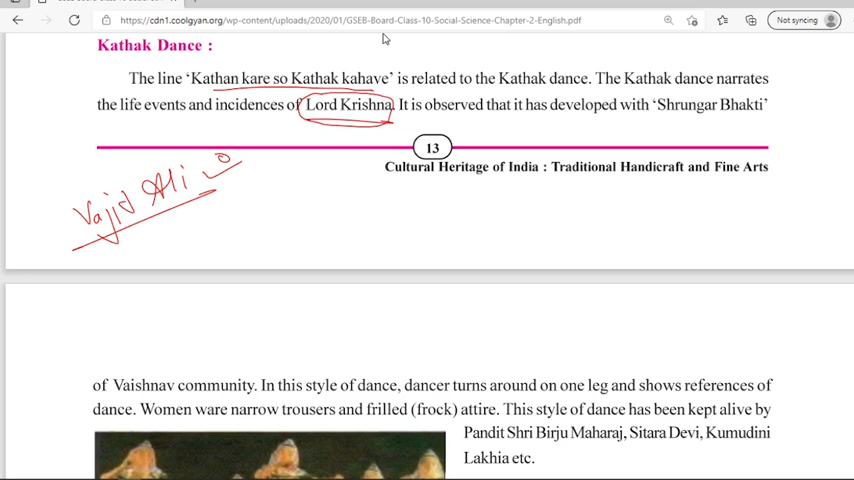 https://cdn1.coolgyan.org/wp-content/uploads/2020/01/GSEB-Board-Class-10-Social-Science-Chapter-2-English.pdf
Not syncing
Kathak Dance :
The line ‘Kathan kare so Kathak kahave’ is related to the Kathak dance. The Kathak dance narrates
the life events and incidences of Lord Krishna. It is observed that it has developed with ‘Shrungar Bhakti’
13
Cultural Heritage of India : Traditional Handicraft and Fine Arts
Vajid Ali
of Vaishnav community. In this style of dance, dancer turns around on one leg and shows references of
dance. Women ware narrow trousers and frilled (frock) attire. This style of dance has been kept alive by
Pandit Shri Birju Maharaj, Sitara Devi, Kumudini
Lakhia etc.